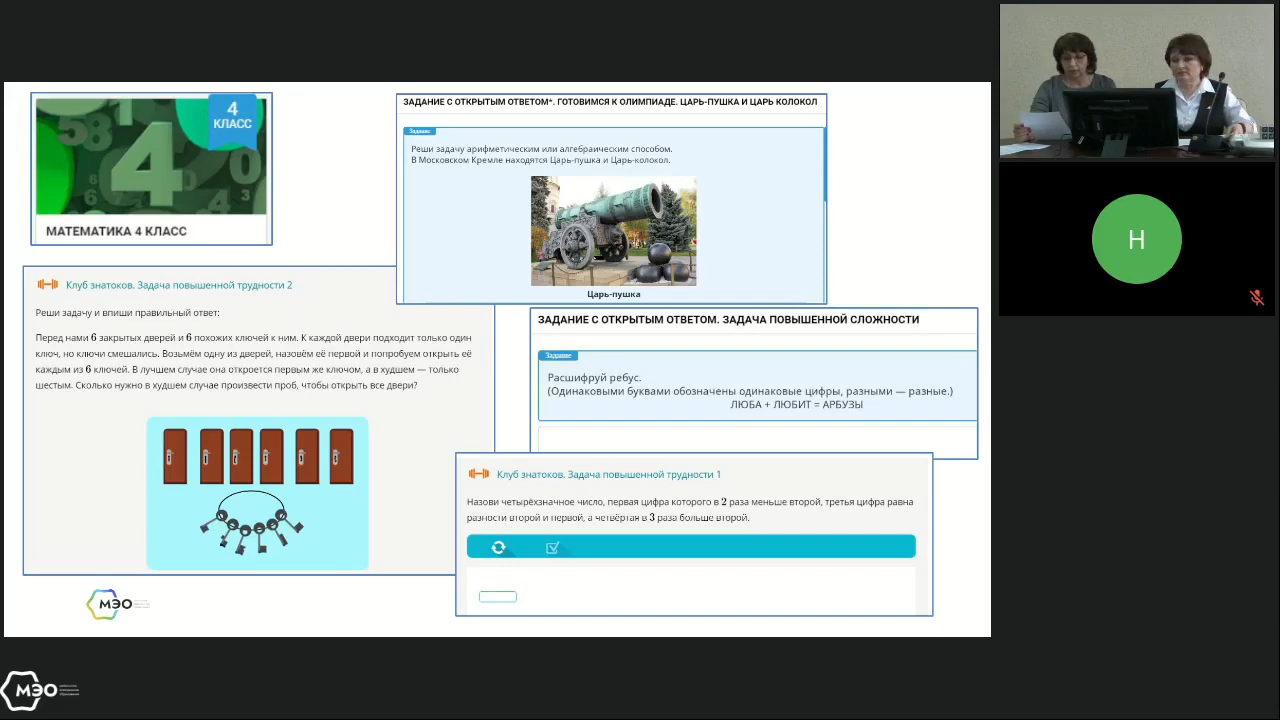 4
КЛАСС
МАТЕМАТИКА 4 КЛАСС
ЗАДАНИЕ С ОТКРЫТЫМ ОТВЕТОМ*. ГОТОВИМСЯ К ОЛИМПИАДЕ. ЦАРЬ-ПУШКА И ЦАРЬ КОЛОКОЛ
Задание
Реши задачу арифметическим или алгебраическим способом.
В Московском Кремле находятся Царь-пушка и Царь-колокол.
Царь-пушка
Клуб знатоков. Задача повышенной трудности 2
Реши задачу и впиши правильный ответ:
Перед нами 6 закрытых дверей и 6 похожих ключей к ним. К каждой двери подходит только один
ключ, но ключи смешались. Возьмём одну из дверей, назовём её первой и попробуем открыть её
каждым из 6 ключей. В лучшем случае она откроется первым же ключом, а в худшем — только
шестым. Сколько нужно в худшем случае произвести проб, чтобы открыть все двери?
ЗАДАНИЕ С ОТКРЫТЫМ ОТВЕТОМ. ЗАДАЧА ПОВЫШЕННОЙ СЛОЖНОСТИ
Задание
Расшифруй ребус.
(Одинаковыми буквами обозначены одинаковые цифры, разными — разные.)
ЛЮБА + ЛЮБИТ = АРБУЗЫ
Клуб знатоков. Задача повышенной трудности 1
Назови четырёхзначное число, первая цифра которого в 2 раза меньше второй, третья цифра равна
разности второй и первой, а четвёртая в 3 раза больше второй.
МЭО
МЭО
Н